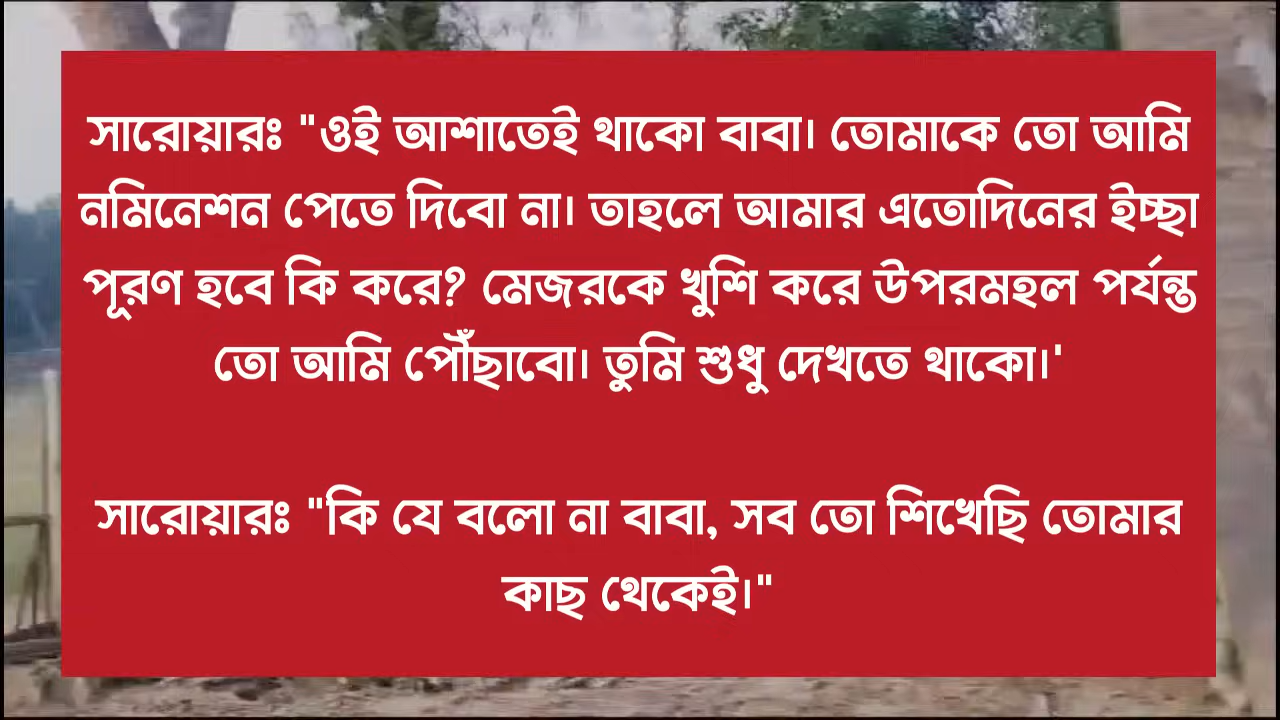 সারোয়ারঃ "ওই আশাতেই থাকো বাবা। তোমাকে তো আমি
নমিনেশন পেতে দিবো না। তাহলে আমার এতোদিনের ইচ্ছা
পূরণ হবে কি করে? মেজরকে খুশি করে উপরমহল পর্যন্ত
তো আমি পৌঁছাবো। তুমি শুধু দেখতে থাকো।'
সারোয়ারঃ "কি যে বলো না বাবা, সব তো শিখেছি তোমার
কাছ থেকেই।"